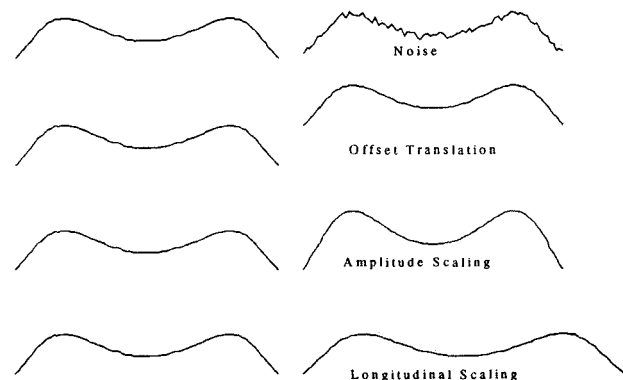 Noise
Offset Translation
Amplitude Scaling
Longitudinal Scaling